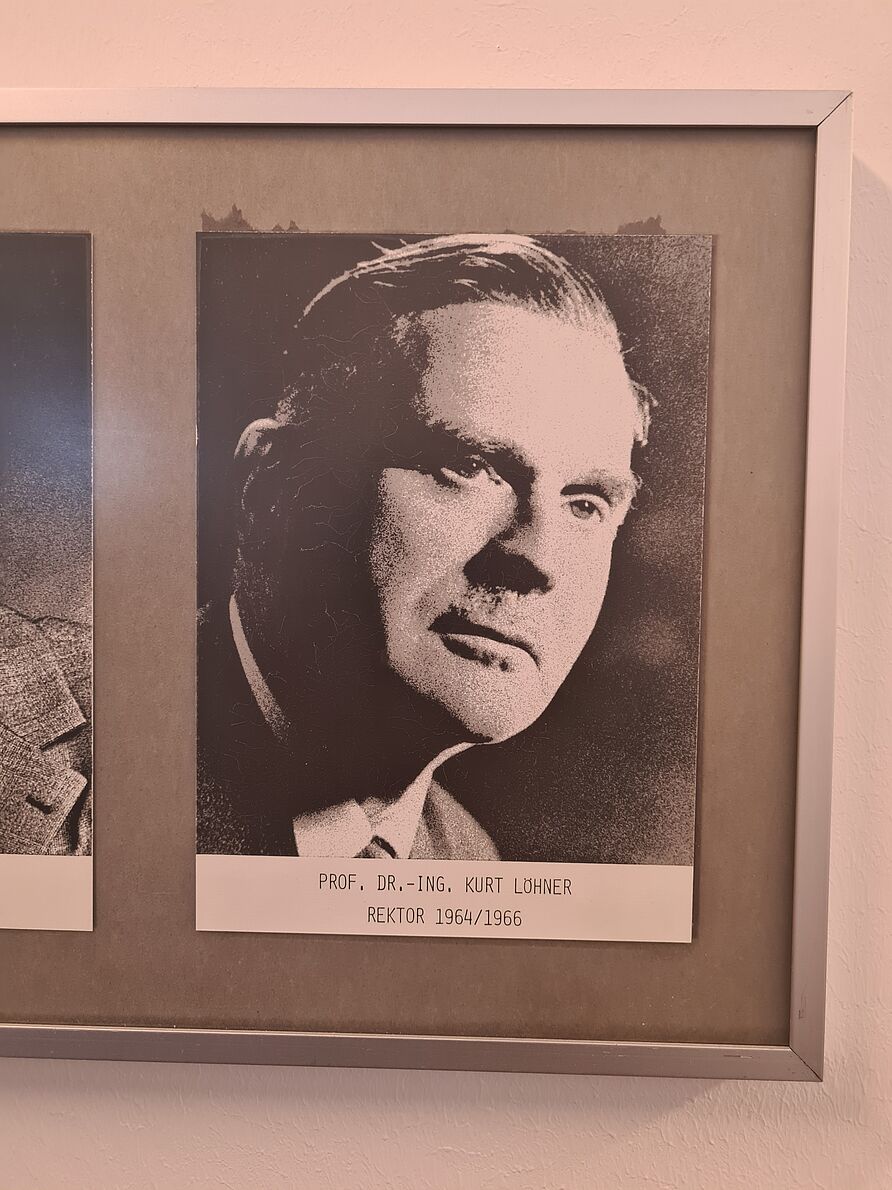 PROF. DR.-ING. KURT LÖHNER
REKTOR 1964/1966